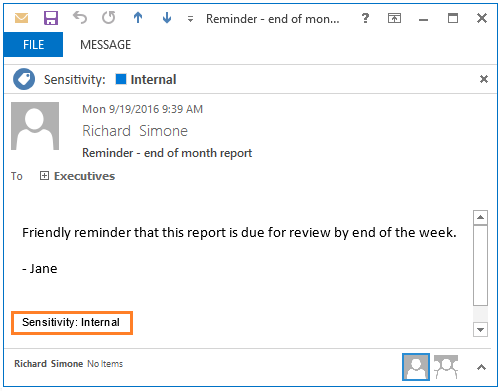 Reminder - end of mon...
FILE MESSAGE
Sensitivity: Internal
Mon 9/19/2016 9:39 AM
Richard Simone
Reminder - end of month report
To Executives
Friendly reminder that this report is due for review by end of the week.
- Jane
Sensitivity: Internal
Richard Simone No Items